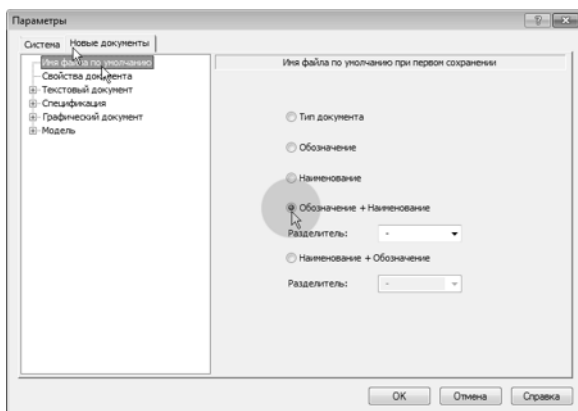 Параметры
Система
Новые документы
Имя файла по умолчанию
Свойства документа
Текстовый документ
Спецификация
Графический документ
Модель
Имя файла по умолчанию при первом сохранении
Тип документа
Обозначение
Наименование
Обозначение + Наименование
Разделитель: -
Наименование + Обозначение
Разделитель: -
OK Отмена Справка